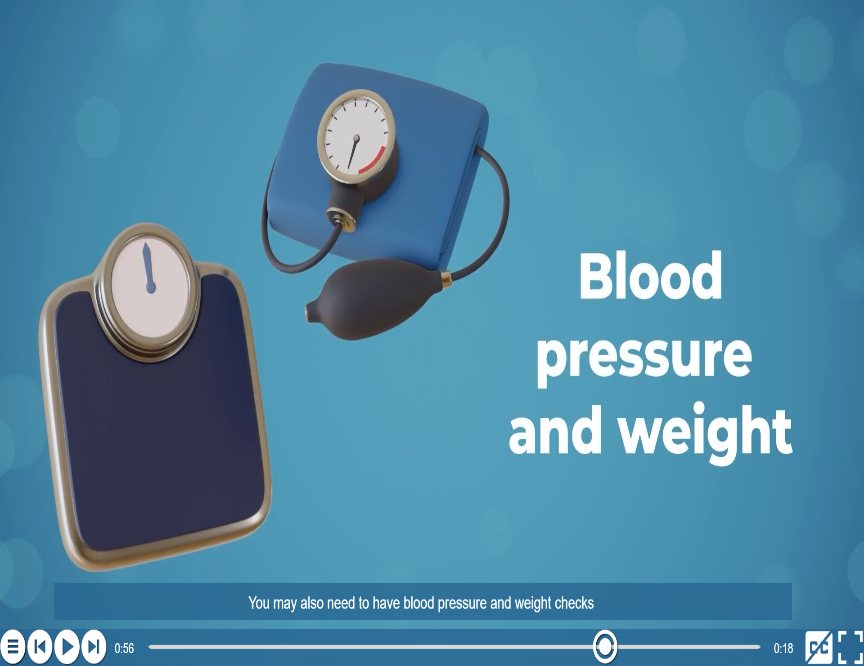 Blood
pressure
and weight
You may also need to have blood pressure and weight checks
0:56
0:18
CC